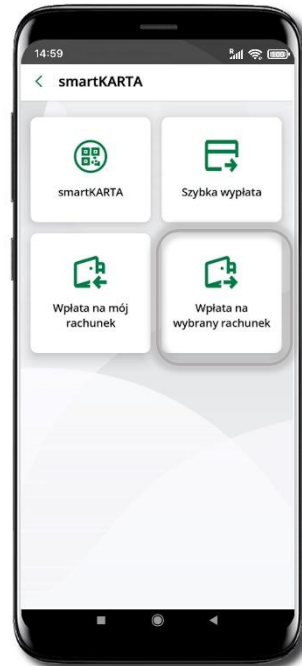 14:59
smartKARTA
smartKARTA
Szybka wypłata
Wpłata na mój
rachunek
Wpłata na
wybrany rachunek